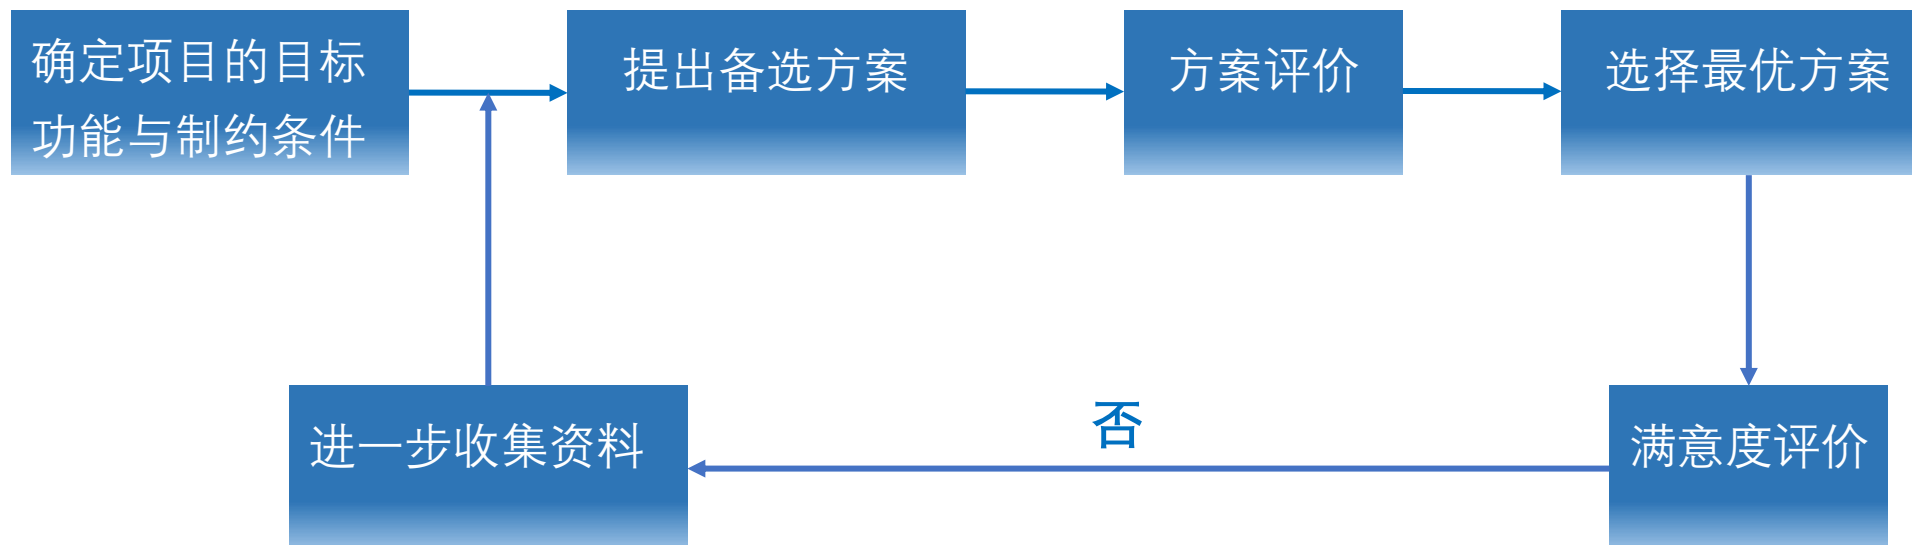 确定项目的目标
功能与制约条件
提出备选方案
方案评价
选择最优方案
否
进一步收集资料
满意度评价